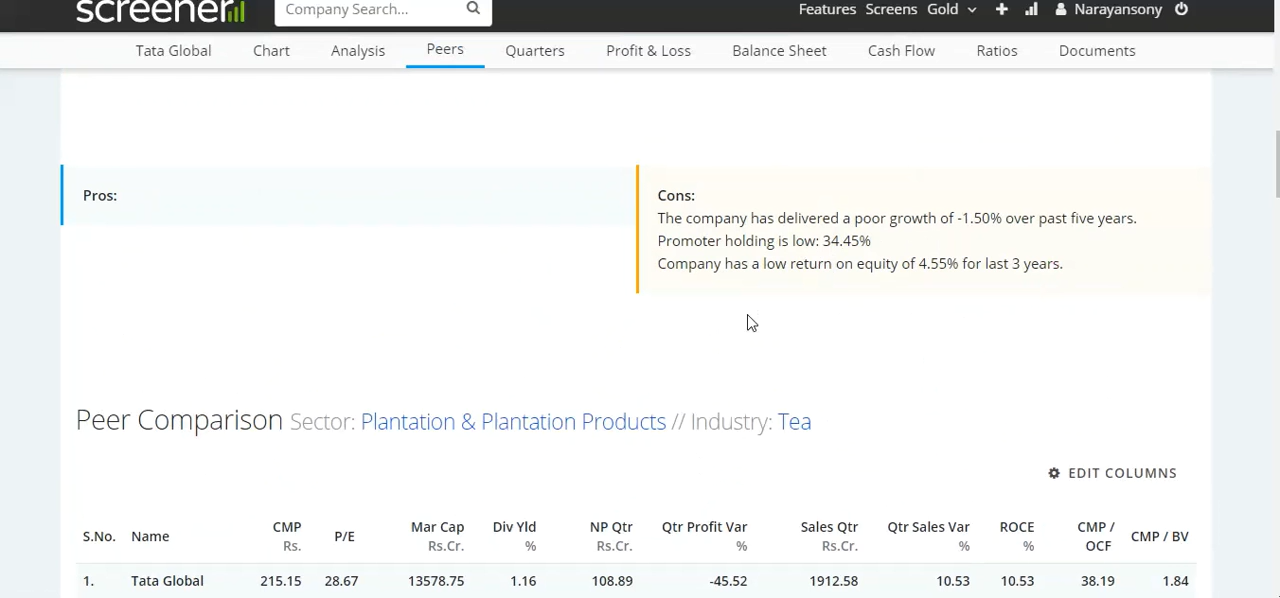 screener
Company Search...
Features Screens Gold Narayansony
Tata Global Chart Analysis Peers Quarters Profit & Loss Balance Sheet Cash Flow Ratios Documents
Pros:
Cons:
The company has delivered a poor growth of -1.50% over past five years.
Promoter holding is low: 34.45%
Company has a low return on equity of 4.55% for last 3 years.
Peer Comparison Sector: Plantation & Plantation Products // Industry: Tea
EDIT COLUMNS
S.No. Name CMP Rs. P/E Mar Cap Rs.Cr. Div Yld % NP Qtr Rs.Cr. Qtr Profit Var % Sales Qtr Rs.Cr. Qtr Sales Var % ROCE % CMP / OCF CMP / BV
1. Tata Global 215.15 28.67 13578.75 1.16 108.89 -45.52 1912.58 10.53 10.53 38.19 1.84